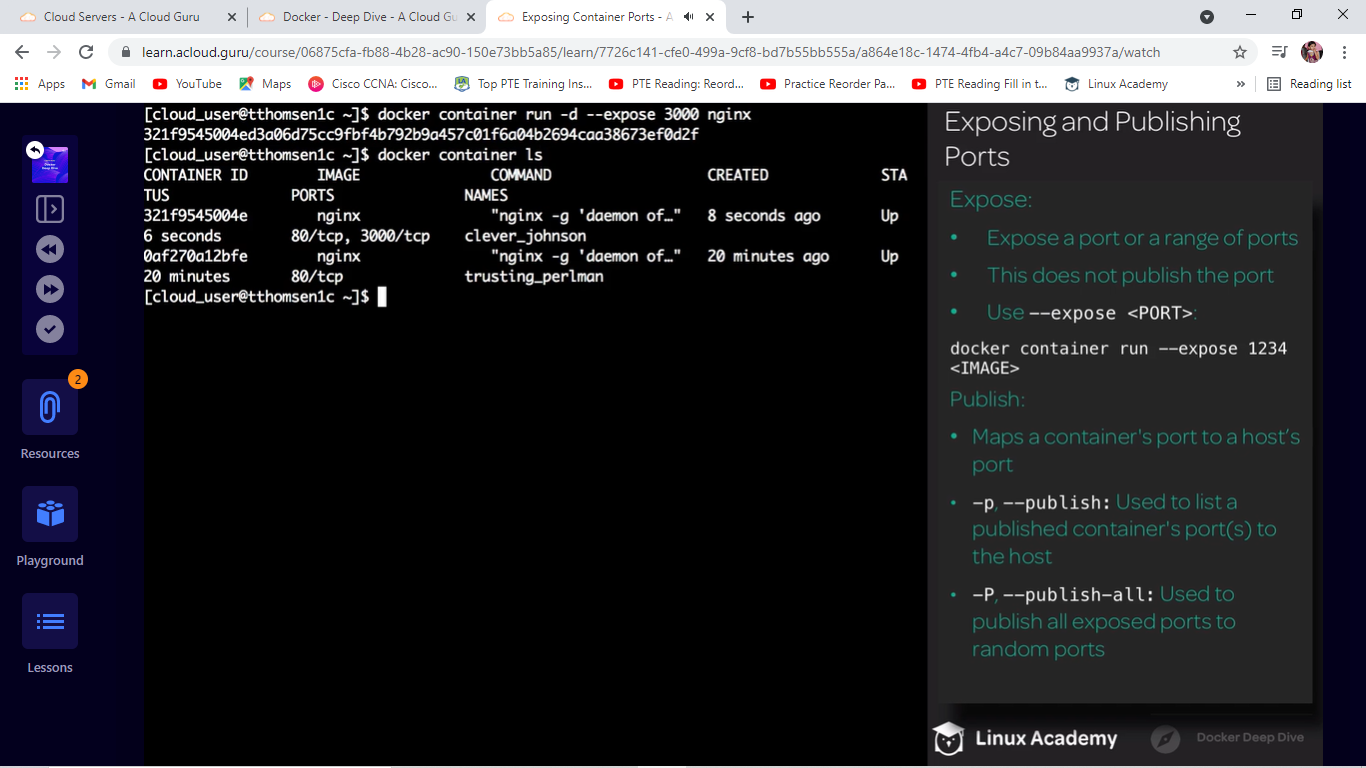 Cloud Servers - A Cloud Guru
Docker - Deep Dive - A Cloud Gu
Exposing Container Ports - A
learn.acloud.guru/course/06875cfa-fb88-4b28-ac90-150e73bb5a85/learn/7726c141-cfe0-499a-9cf8-bd7b55bb555a/a864e18c-1474-4fb4-a4c7-09b84aa9937a/watch
Apps
Gmail
YouTube
Maps
Cisco CCNA: Cisco...
Top PTE Training Ins...
PTE Reading: Reord...
Practice Reorder Pa...
PTE Reading Fill in t...
Linux Academy
»
Reading list
Docker
Deep Dive
2
Resources
Playground
Lessons
[cloud_user@tthomsen1c ~]$ docker container run -d --expose 3000 nginx
321f9545004ed3a06d75cc9fbf4b792b9a457c01f6a04b2694caa38673ef0d2f
[cloud_user@tthomsen1c ~]$ docker container ls
CONTAINER ID IMAGE COMMAND CREATED STA
TUS PORTS NAMES
321f9545004e nginx "nginx -g 'daemon of…" 8 seconds ago Up
6 seconds 80/tcp, 3000/tcp clever_johnson
0af270a12bfe nginx "nginx -g 'daemon of…" 20 minutes ago Up
20 minutes 80/tcp trusting_perlman
[cloud_user@tthomsen1c ~]$
Exposing and Publishing
Ports
Expose:
• Expose a port or a range of ports
• This does not publish the port
• Use --expose <PORT>:
docker container run --expose 1234
<IMAGE>
Publish:
• Maps a container's port to a host's
port
• -p, --publish: Used to list a
published container's port(s) to
the host
• -P, --publish-all: Used to
publish all exposed ports to
random ports
Linux Academy
Docker Deep Dive